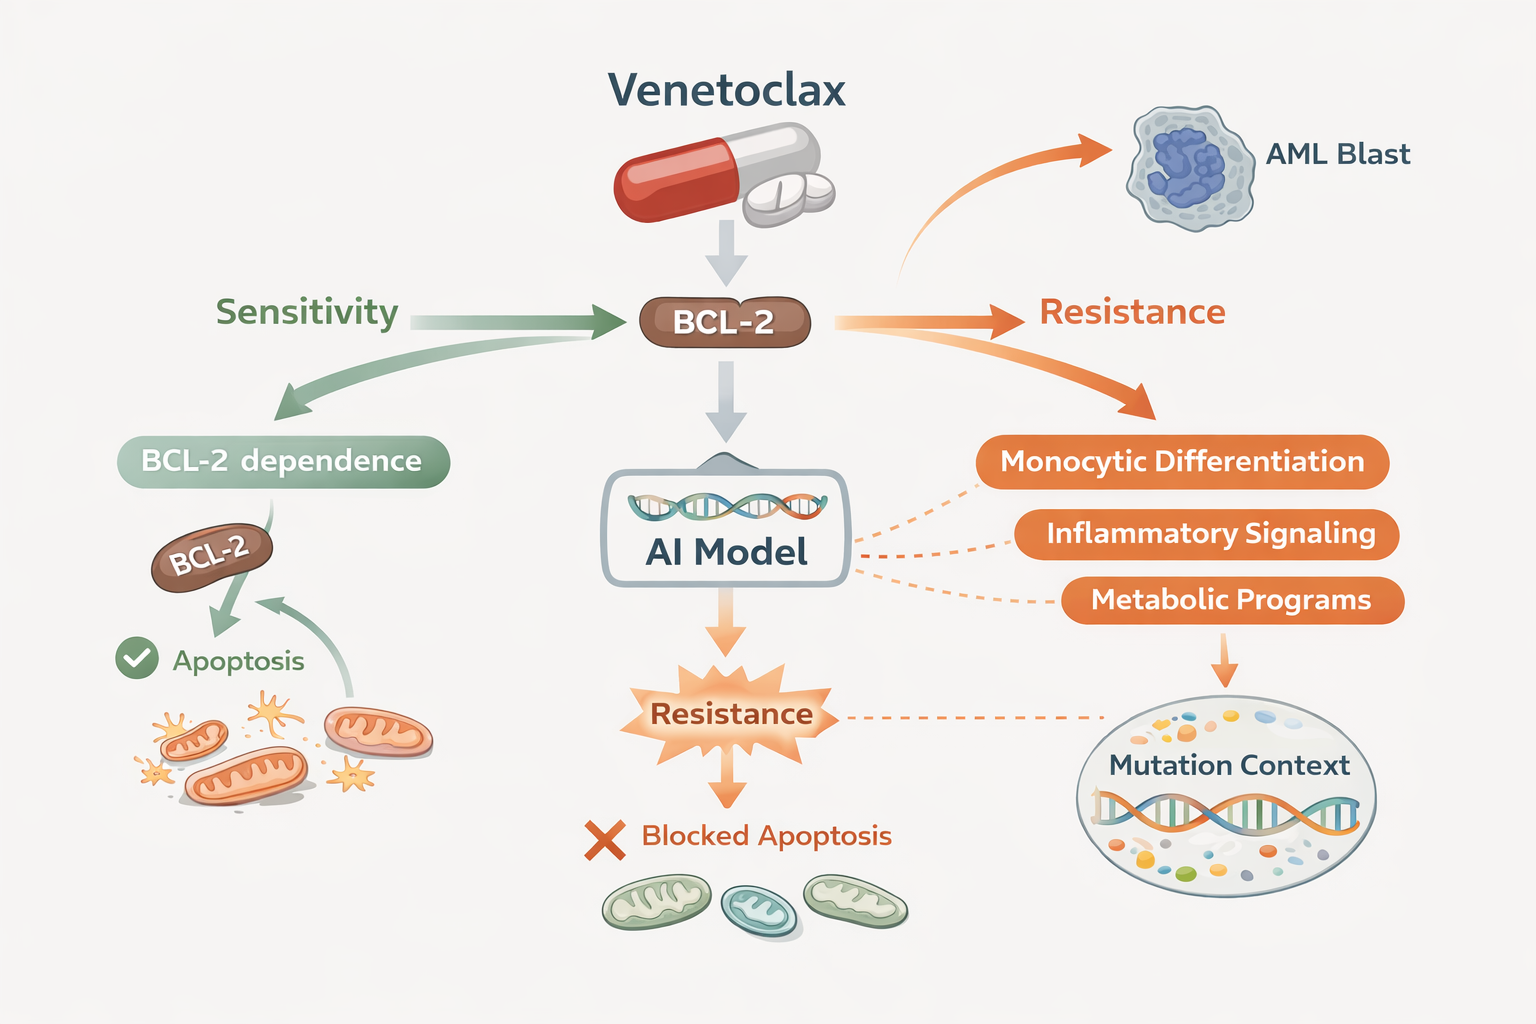 Venetoclax
AML Blast
Sensitivity
BCL-2
Resistance
BCL-2 dependence
Monocytic Differentiation
Inflammatory Signaling
Metabolic Programs
AI Model
BCL-2
Apoptosis
Resistance
Mutation Context
Blocked Apoptosis